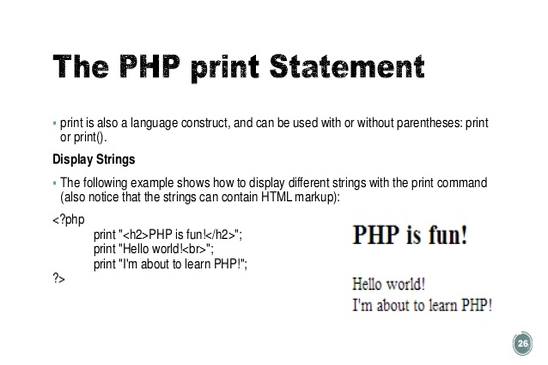 The PHP print Statement
▪ print is also a language construct, and can be used with or without parentheses: print
or print().
Display Strings
▪ The following example shows how to display different strings with the print command
(also notice that the strings can contain HTML markup):
<?php
print "<h2>PHP is fun!</h2>";
print "Hello world!<br>";
print "I'm about to learn PHP!";
?>
PHP is fun!
Hello world!
I'm about to learn PHP!
26